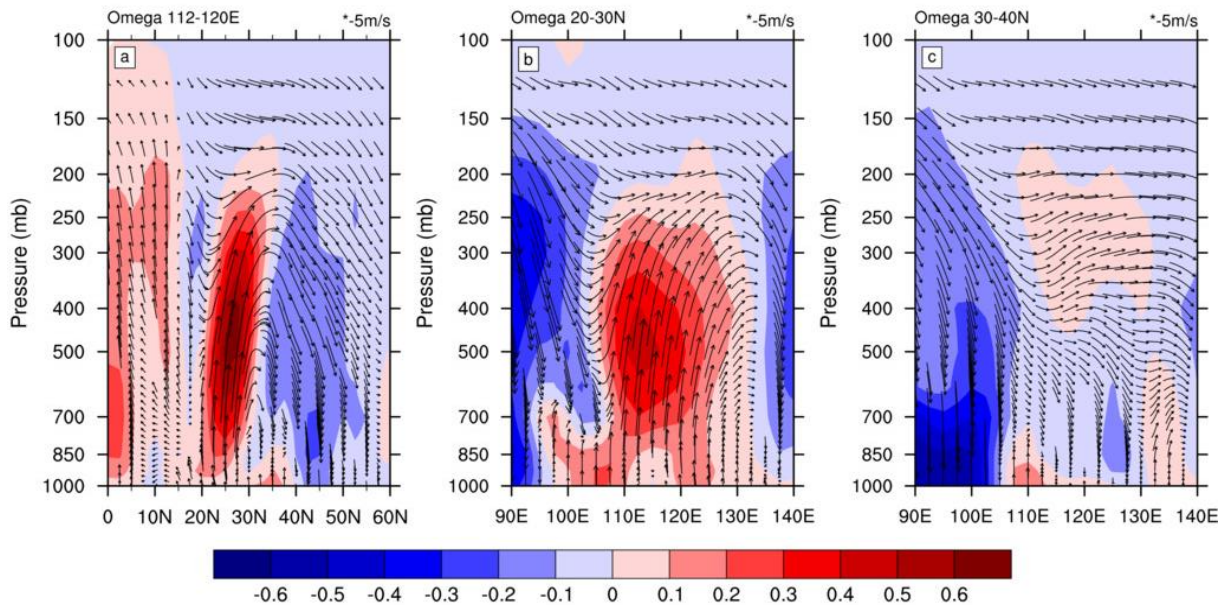 Omega 112-120E *-5m/s
Omega 20-30N *-5m/s
Omega 30-40N *-5m/s
a
b
c
Pressure (mb)
100
150
200
250
300
400
500
700
850
1000
0 10N 20N 30N 40N 50N 60N
Pressure (mb)
100
150
200
250
300
400
500
700
850
1000
90E 100E 110E 120E 130E 140E
Pressure (mb)
100
150
200
250
300
400
500
700
850
1000
90E 100E 110E 120E 130E 140E
-0.6 -0.5 -0.4 -0.3 -0.2 -0.1 0 0.1 0.2 0.3 0.4 0.5 0.6